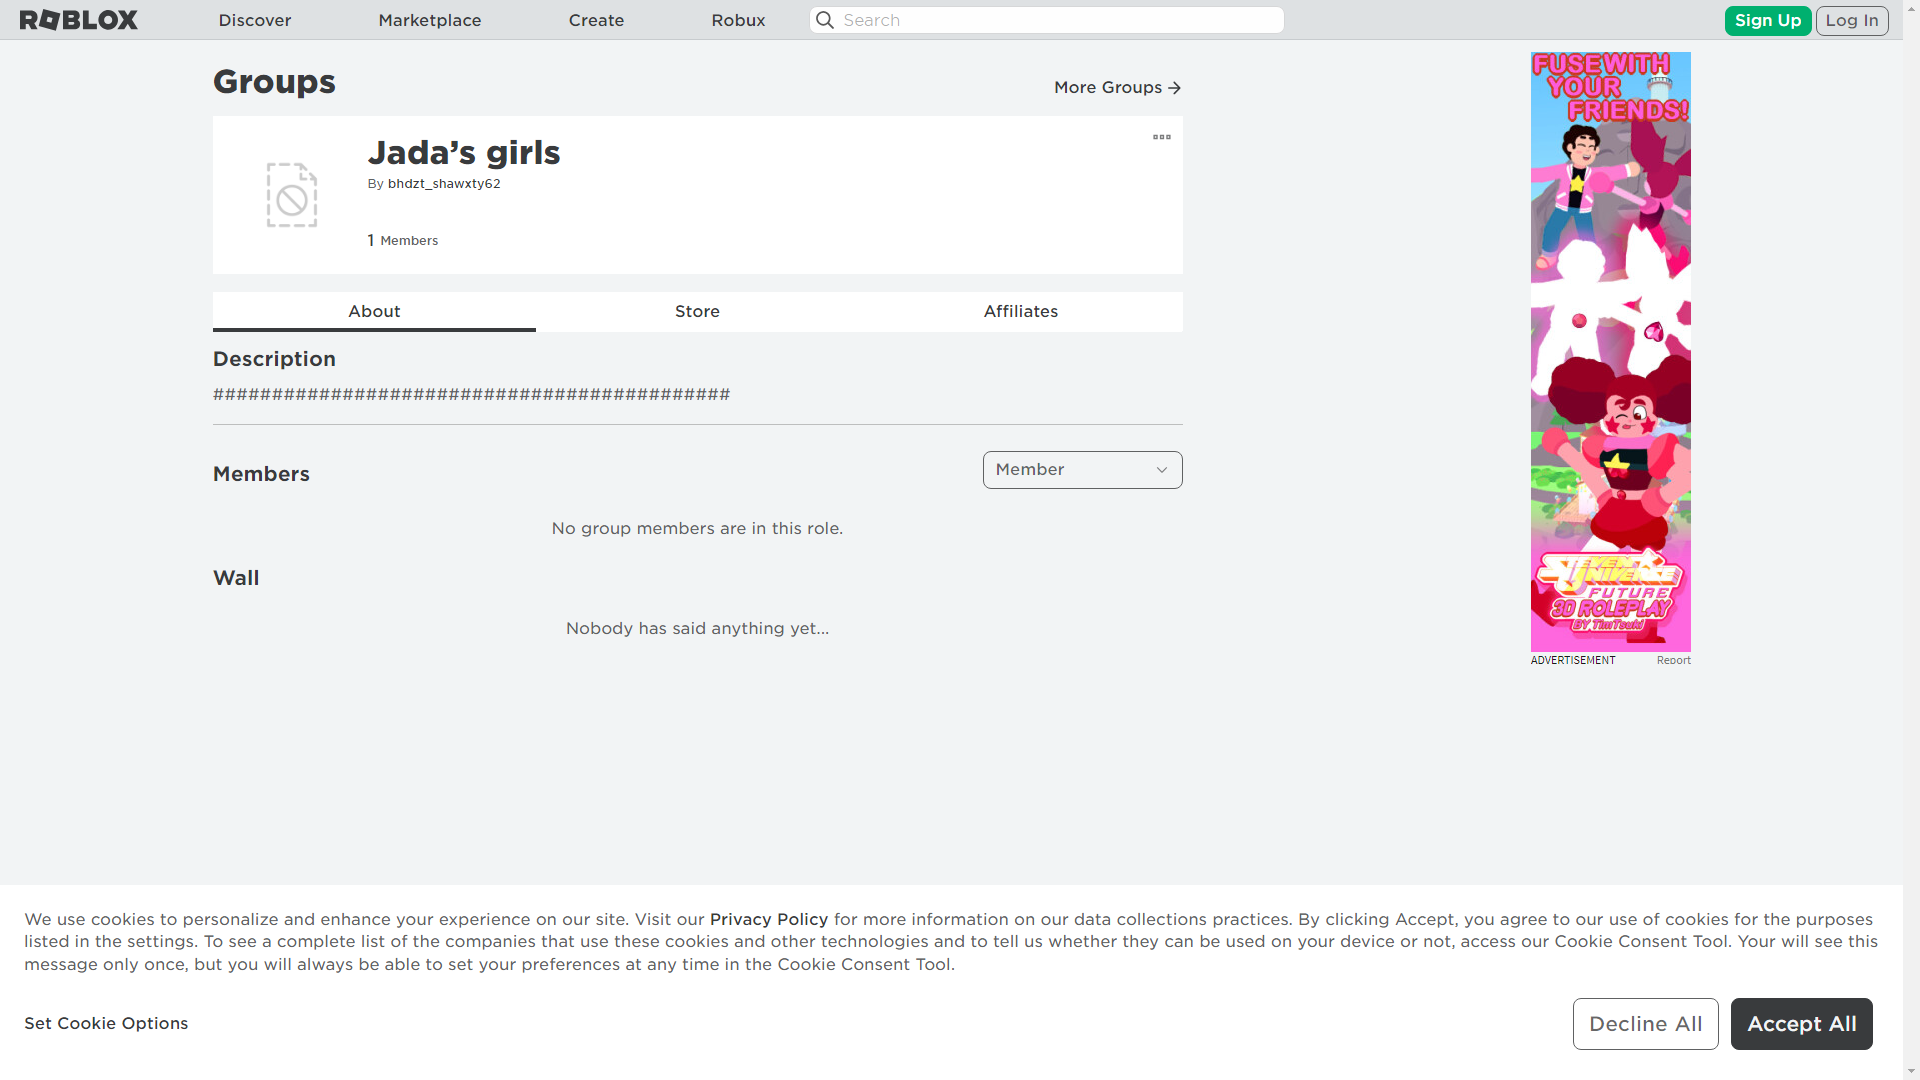 ROBLOX
Discover
Marketplace
Create
Robux
Search
Sign Up
Log In
Groups
More Groups
Jada’s girls
By bhdzt_shawxty62
1 Members
About
Store
Affiliates
Description
############################################
Members
Member
No group members are in this role.
Wall
Nobody has said anything yet...
FUSE WITH
YOUR
FRIENDS!
STEVEN
UNIVERSE
FUTURE
3D ROLEPLAY
BY TimTsuki
ADVERTISEMENT
Report
We use cookies to personalize and enhance your experience on our site. Visit our Privacy Policy for more information on our data collections practices. By clicking Accept, you agree to our use of cookies for the purposes
listed in the settings. To see a complete list of the companies that use these cookies and other technologies and to tell us whether they can be used on your device or not, access our Cookie Consent Tool. Your will see this
message only once, but you will always be able to set your preferences at any time in the Cookie Consent Tool.
Set Cookie Options
Decline All
Accept All